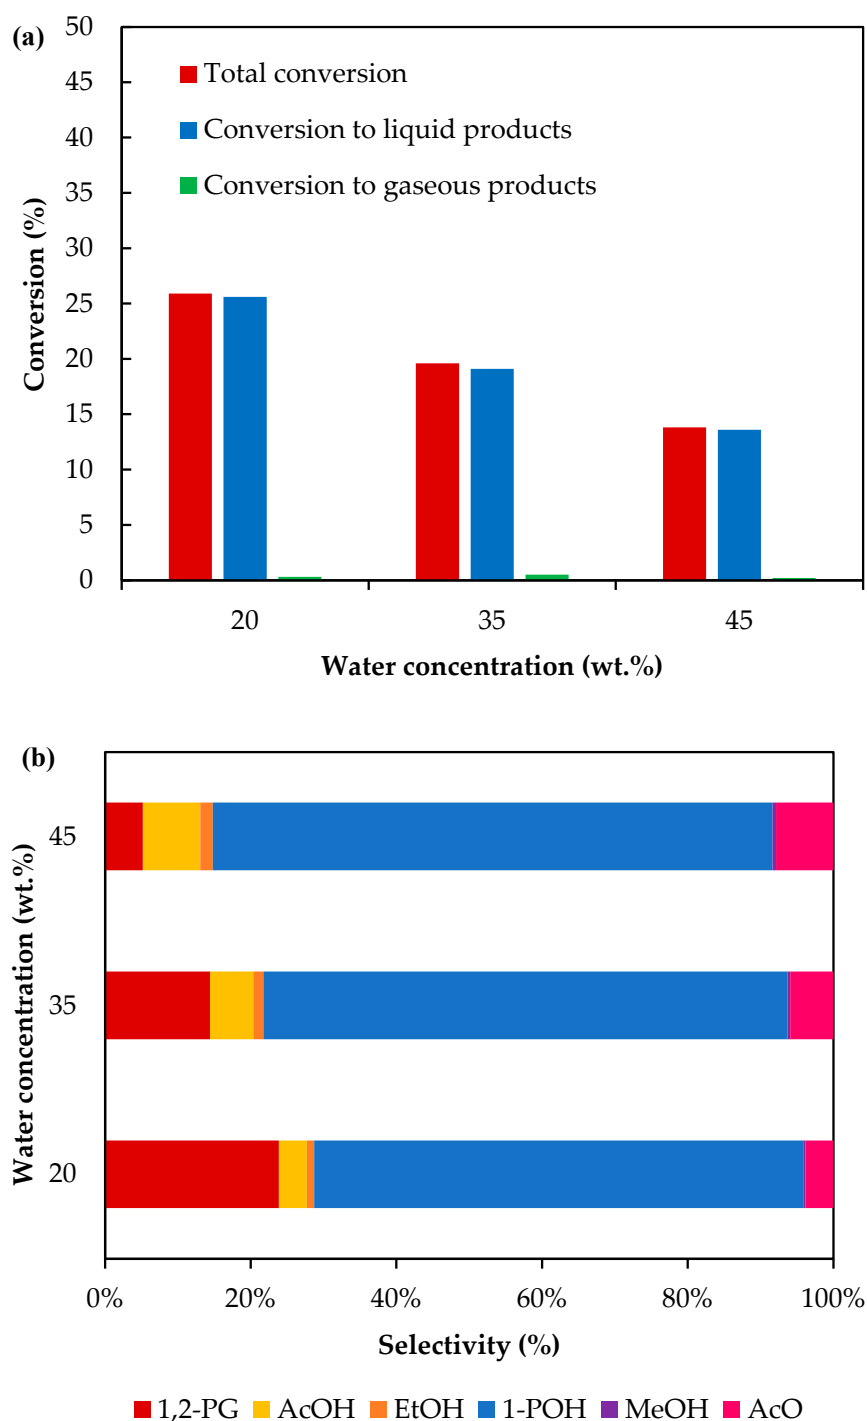 (a)
50
45
40
35
30
25
20
15
10
5
0
Conversion (%)
Total conversion
Conversion to liquid products
Conversion to gaseous products
20 35 45
Water concentration (wt.%)
(b)
Water concentration (wt.%)
45
35
20
0% 20% 40% 60% 80% 100%
Selectivity (%)
1,2-PG AcOH EtOH 1-POH MeOH AcO